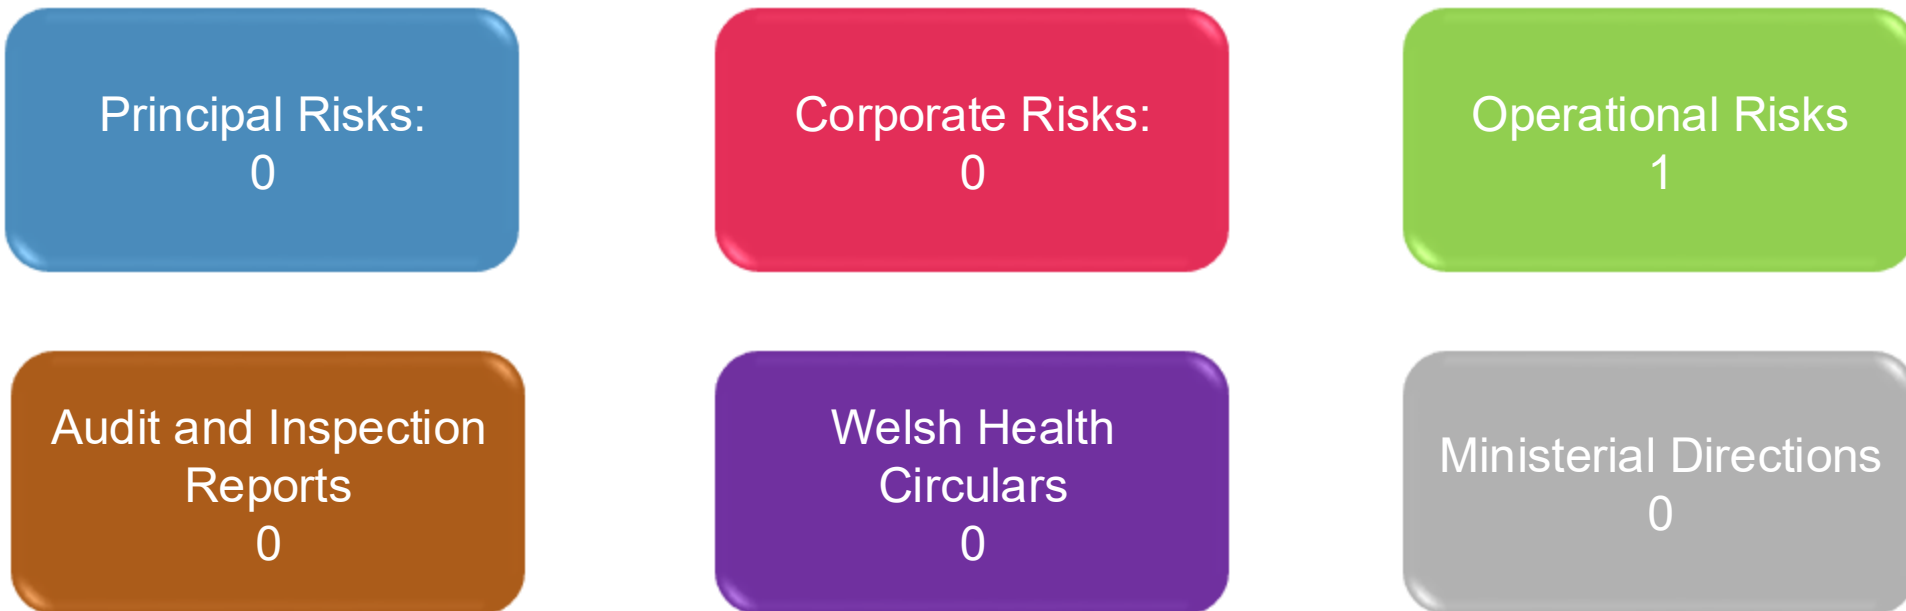 Principal Risks:
0
Corporate Risks:
0
Operational Risks
1
Audit and Inspection
Reports
0
Welsh Health
Circulars
0
Ministerial Directions
0